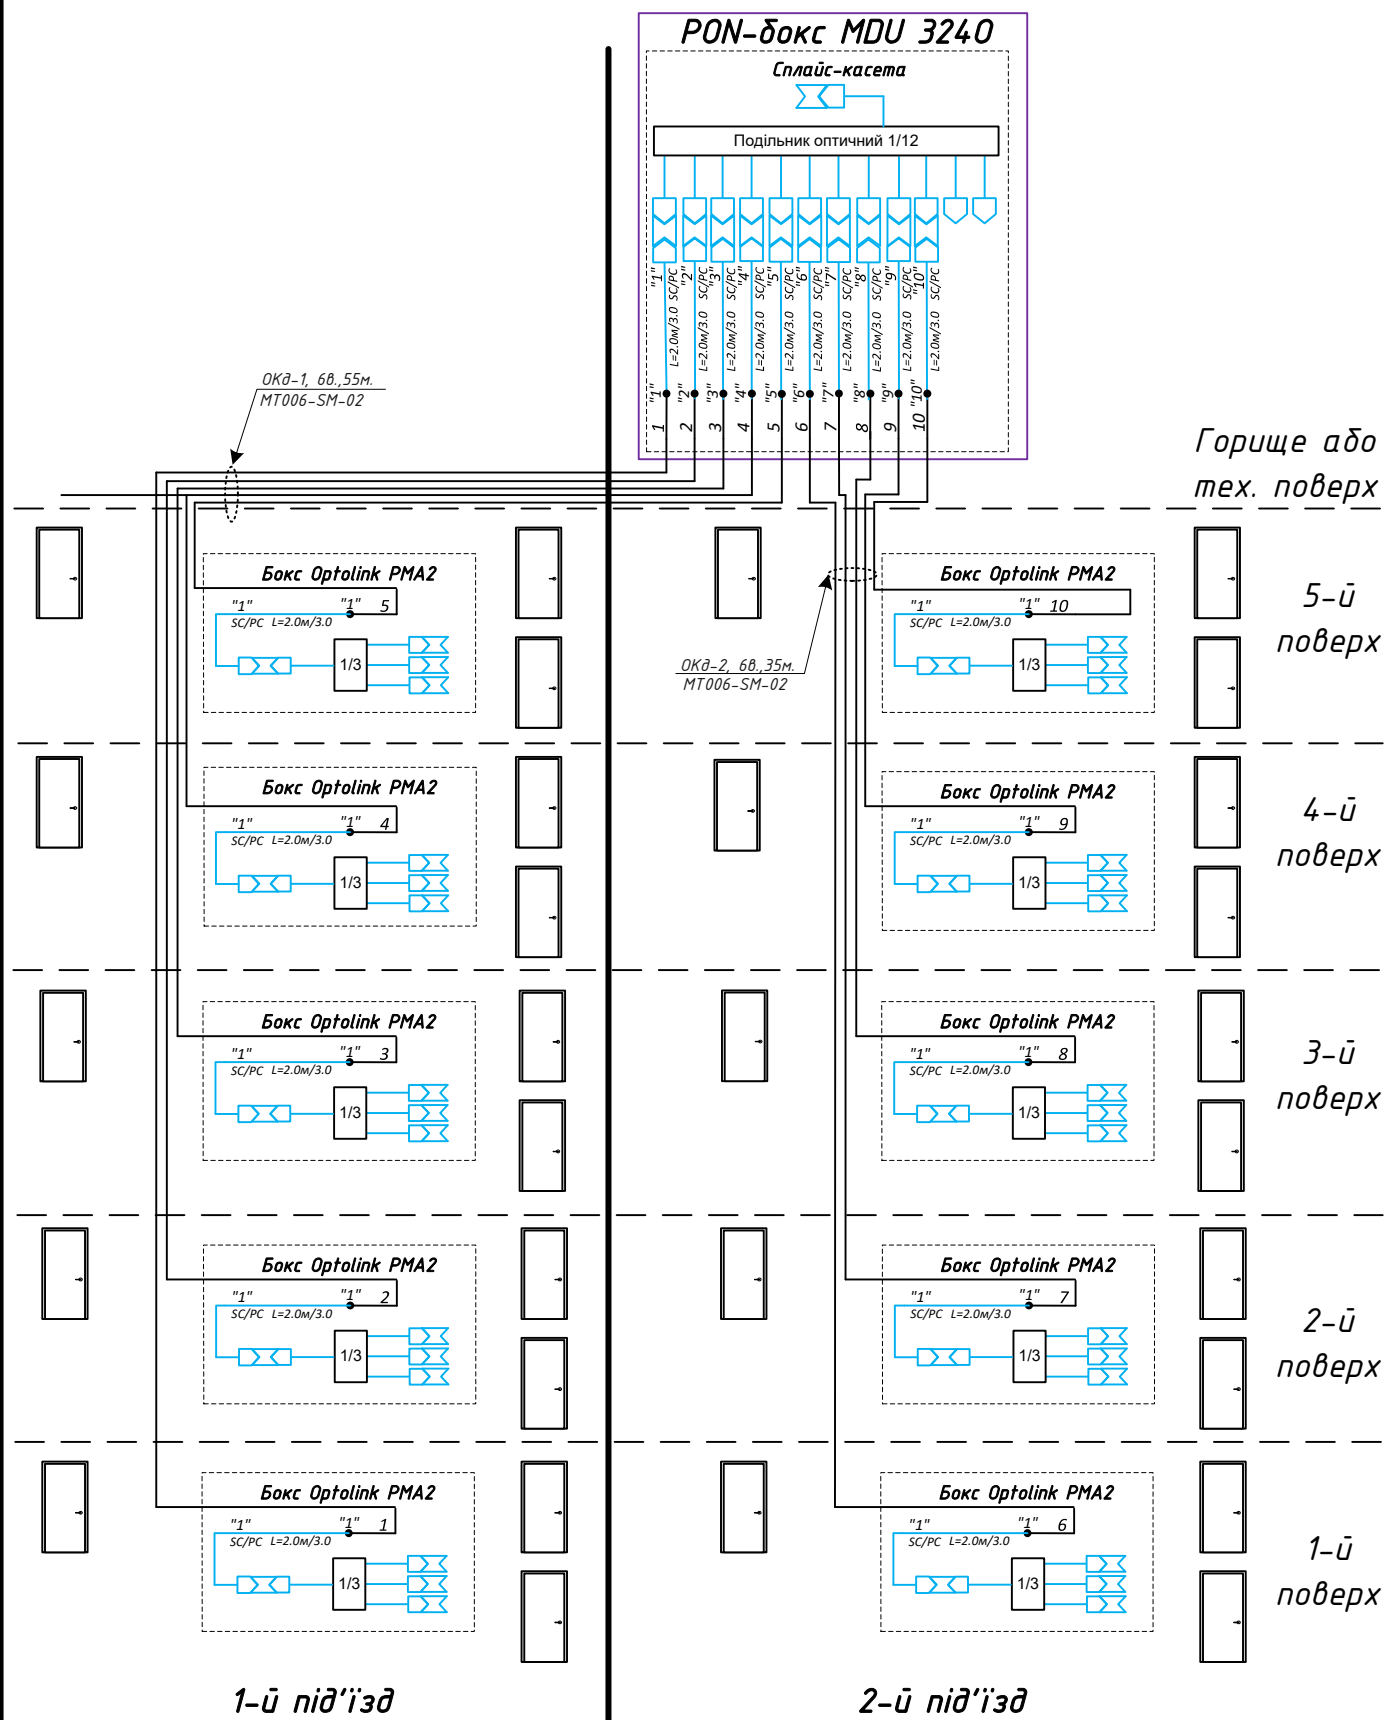 PON-бокс MDU 3240
Сплайс-касета
Подільник оптичний 1/12
"1" "2" "3" "4" "5" "6" "7" "8" "9" "10"
L=2.0м/3.0 SC/PC
L=2.0м/3.0 SC/PC
L=2.0м/3.0 SC/PC
L=2.0м/3.0 SC/PC
L=2.0м/3.0 SC/PC
L=2.0м/3.0 SC/PC
L=2.0м/3.0 SC/PC
L=2.0м/3.0 SC/PC
L=2.0м/3.0 SC/PC
L=2.0м/3.0 SC/PC
"1" "2" "3" "4" "5" "6" "7" "8" "9" "10"
1 2 3 4 5 6 7 8 9 10
ОКд-1, 6в.,55м.
МТ006-SM-02
Горище або
тех. поверх
Бокс Optolink PMA2
"1" "1" 5
SC/PC L=2.0м/3.0
1/3
ОКд-2, 6в.,35м.
МТ006-SM-02
Бокс Optolink PMA2
"1" "1" 10
SC/PC L=2.0м/3.0
1/3
5-й
поверх
Бокс Optolink PMA2
"1" "1" 4
SC/PC L=2.0м/3.0
1/3
Бокс Optolink PMA2
"1" "1" 9
SC/PC L=2.0м/3.0
1/3
4-й
поверх
Бокс Optolink PMA2
"1" "1" 3
SC/PC L=2.0м/3.0
1/3
Бокс Optolink PMA2
"1" "1" 8
SC/PC L=2.0м/3.0
1/3
3-й
поверх
Бокс Optolink PMA2
"1" "1" 2
SC/PC L=2.0м/3.0
1/3
Бокс Optolink PMA2
"1" "1" 7
SC/PC L=2.0м/3.0
1/3
2-й
поверх
Бокс Optolink PMA2
"1" "1" 1
SC/PC L=2.0м/3.0
1/3
Бокс Optolink PMA2
"1" "1" 6
SC/PC L=2.0м/3.0
1/3
1-й
поверх
1-й під'їзд
2-й під'їзд